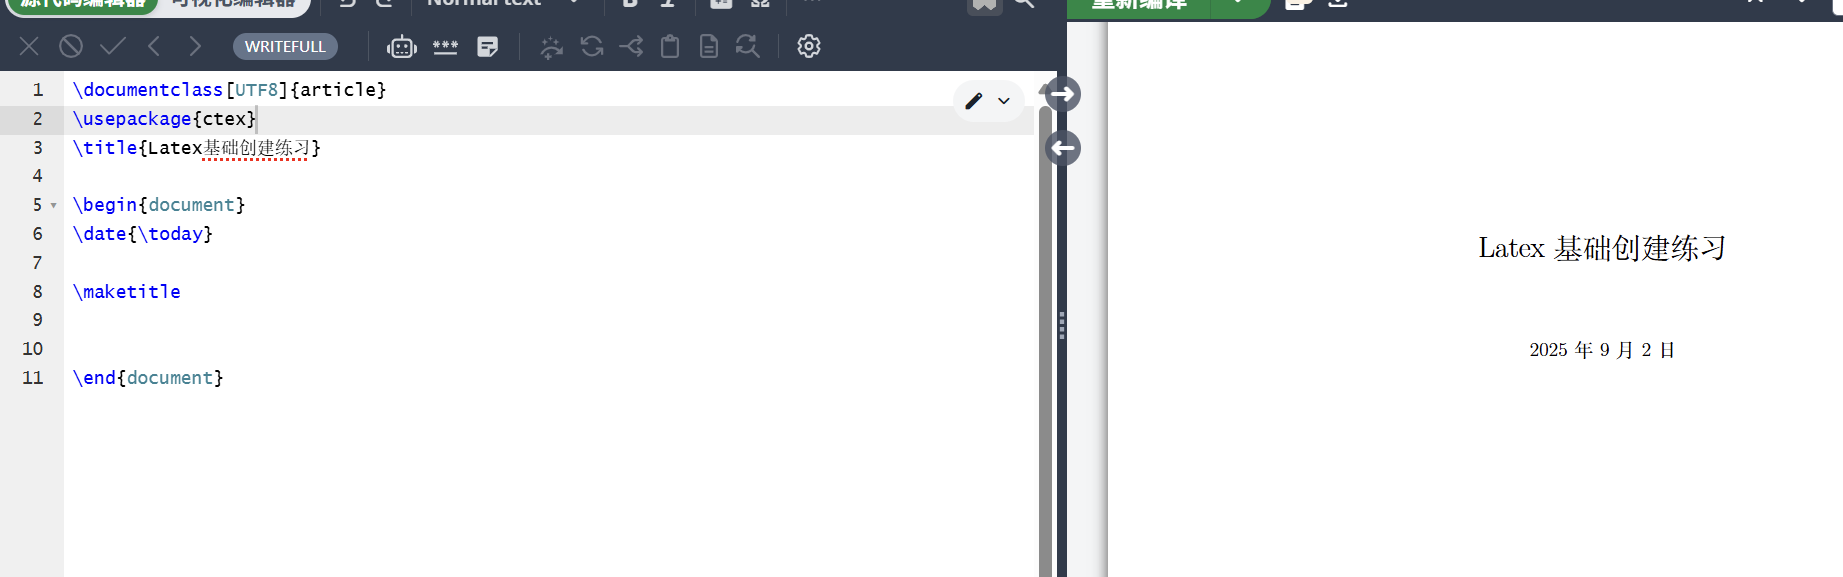 源代码编辑器 可视化编辑器 Normal text B I Ω 重新编译
WRITEFULL
1 \documentclass[UTF8]{article}
2 \usepackage{ctex}
3 \title{Latex基础创建练习}
4
5 \begin{document}
6 \date{\today}
7
8 \maketitle
9
10
11 \end{document}
Latex 基础创建练习
2025 年 9 月 2 日